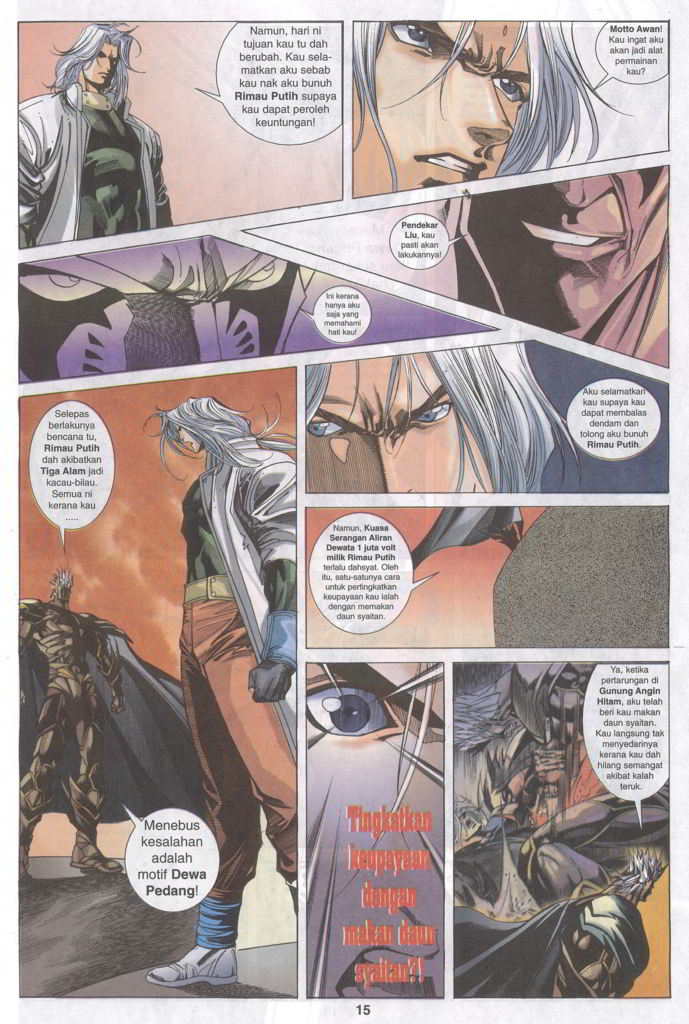 Namun, hari ni
tujuan kau tu dah
berubah. Kau sela-
matkan aku sebab
kau nak aku bunuh
Rimau Putih supaya
kau dapat peroleh
keuntungan!
Motto Awan!
Kau ingat aku
akan jadi alat
permainan
kau?
Pendekar
Liu, kau
pasti akan
lakukannya!
Ini kerana
hanya aku
saja yang
memahami
hati kau!
Aku selamatkan
kau supaya kau
dapat membalas
dendam dan
tolong aku bunuh
Rimau Putih.
Selepas
berlakunya
bencana tu,
Rimau Putih
dah akibatkan
Tiga Alam jadi
kacau-bilau.
Semua ni
kerana kau
.....
Menebus
kesalahan
adalah
motif Dewa
Pedang!
Namun, Kuasa
Serangan Aliran
Dewata 1 juta volt
milik Rimau Putih
terlalu dahsyat. Oleh
itu, satu-satunya cara
untuk pertingkatkan
keupayaan kau ialah
dengan memakan
daun syaitan.
Tingkatkan
keupayaan
dengan
makan daun
syaitan?!
Ya, ketika
pertarungan di
Gunung Angin
Hitam, aku telah
beri kau makan
daun syaitan.
Kau langsung tak
menyedarinya
kerana kau dah
hilang semangat
akibat kalah
teruk.
15